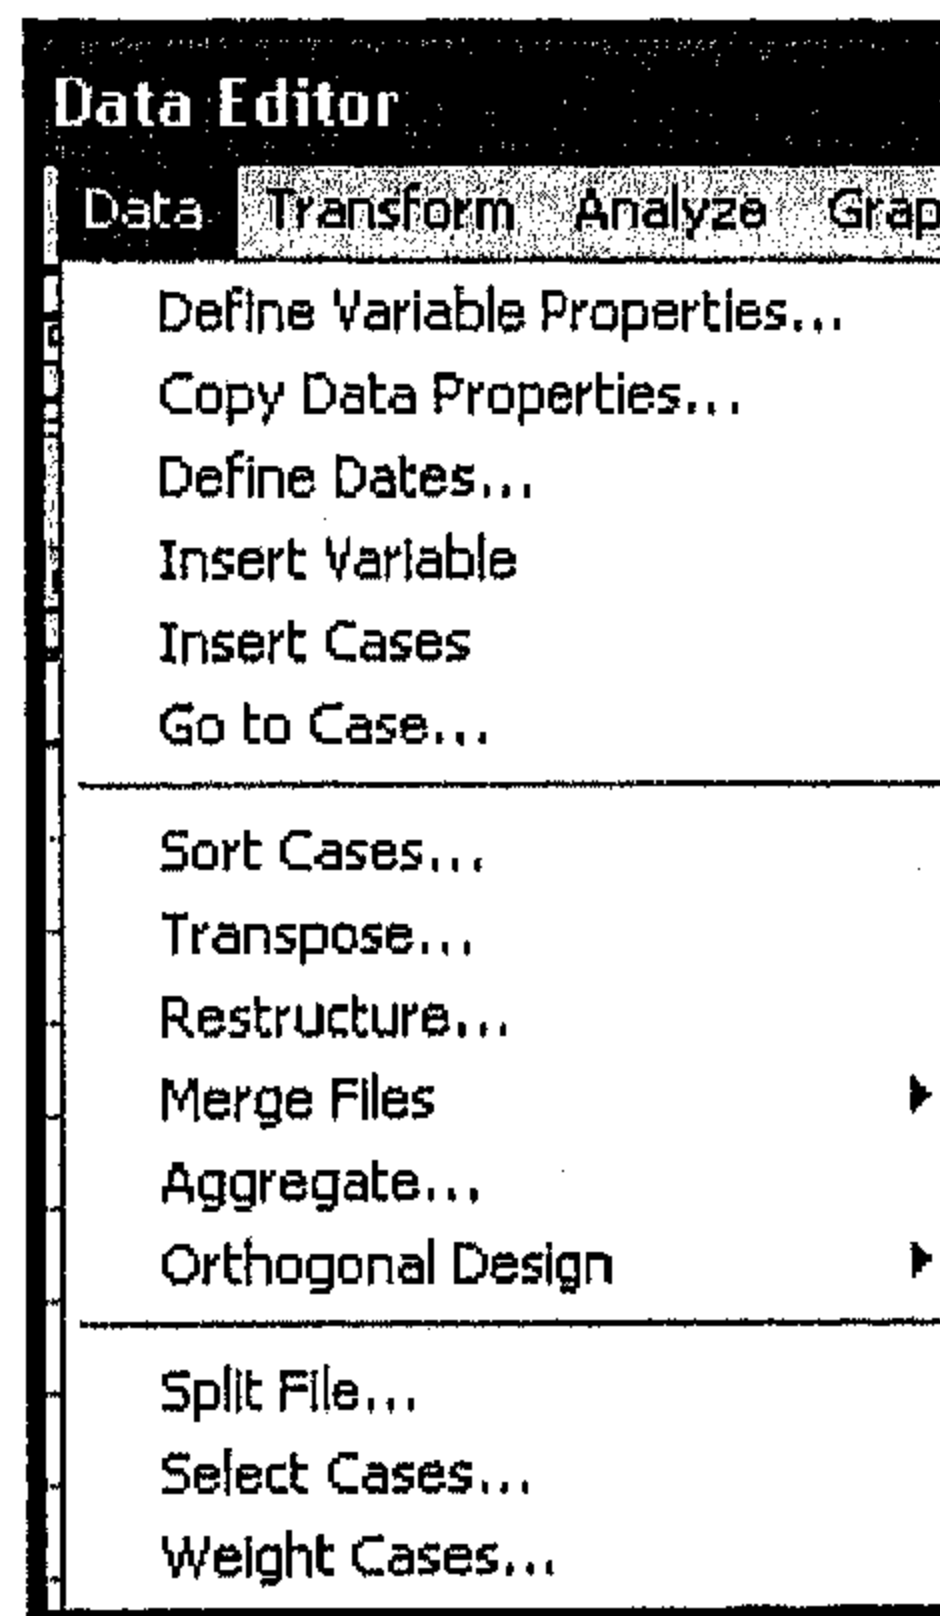 Data Editor
Data Transform Analyze Grap
Define Variable Properties...
Copy Data Properties...
Define Dates...
Insert Variable
Insert Cases
Go to Case...
Sort Cases...
Transpose...
Restructure...
Merge Files
Aggregate...
Orthogonal Design
Split File...
Select Cases...
Weight Cases...